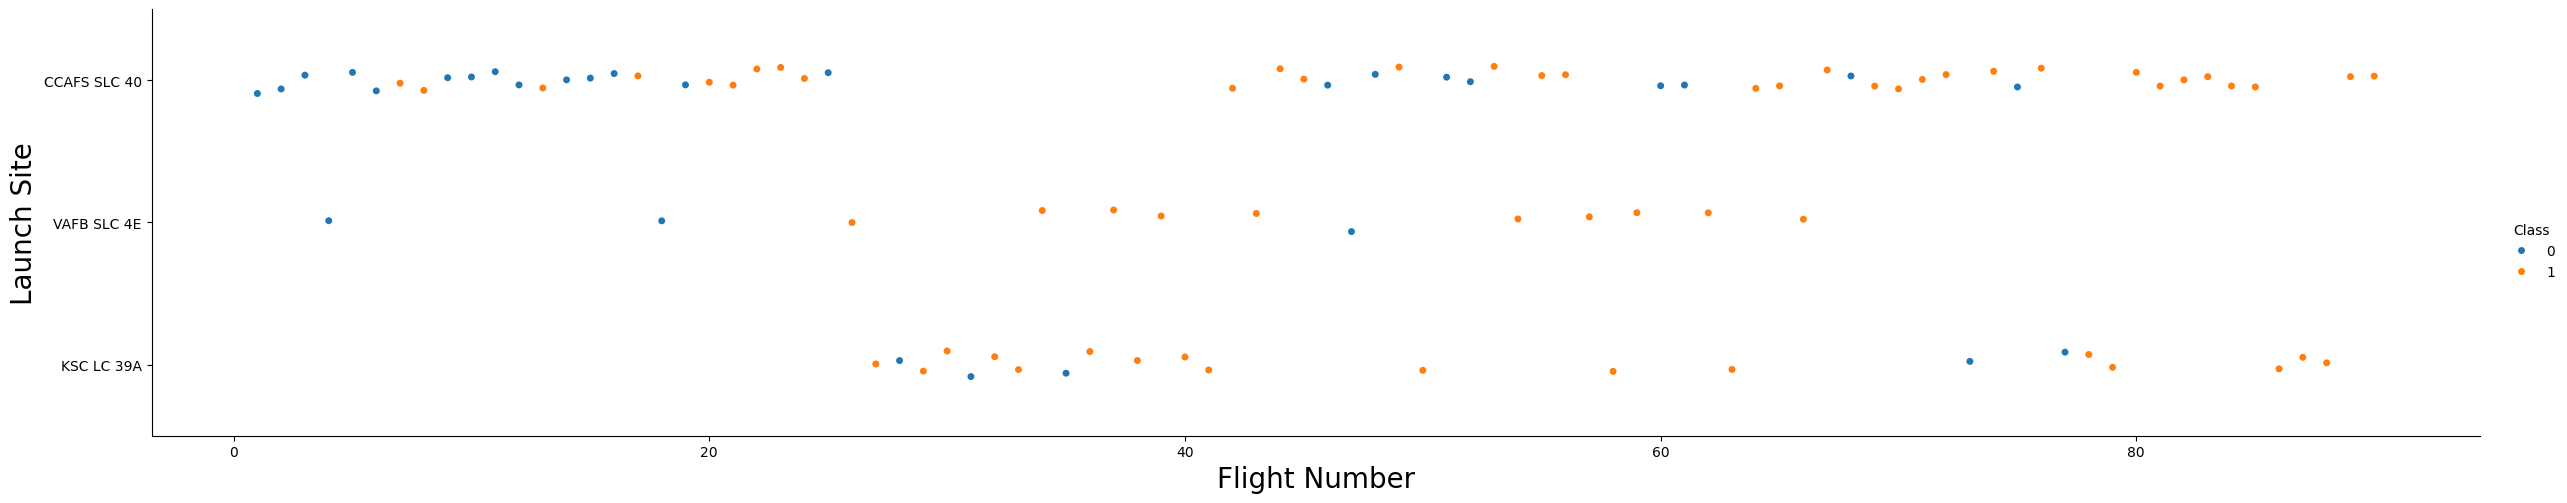 Launch Site
CCAFS SLC 40
VAFB SLC 4E
KSC LC 39A
0
20
40
60
80
Flight Number
Class
0
1